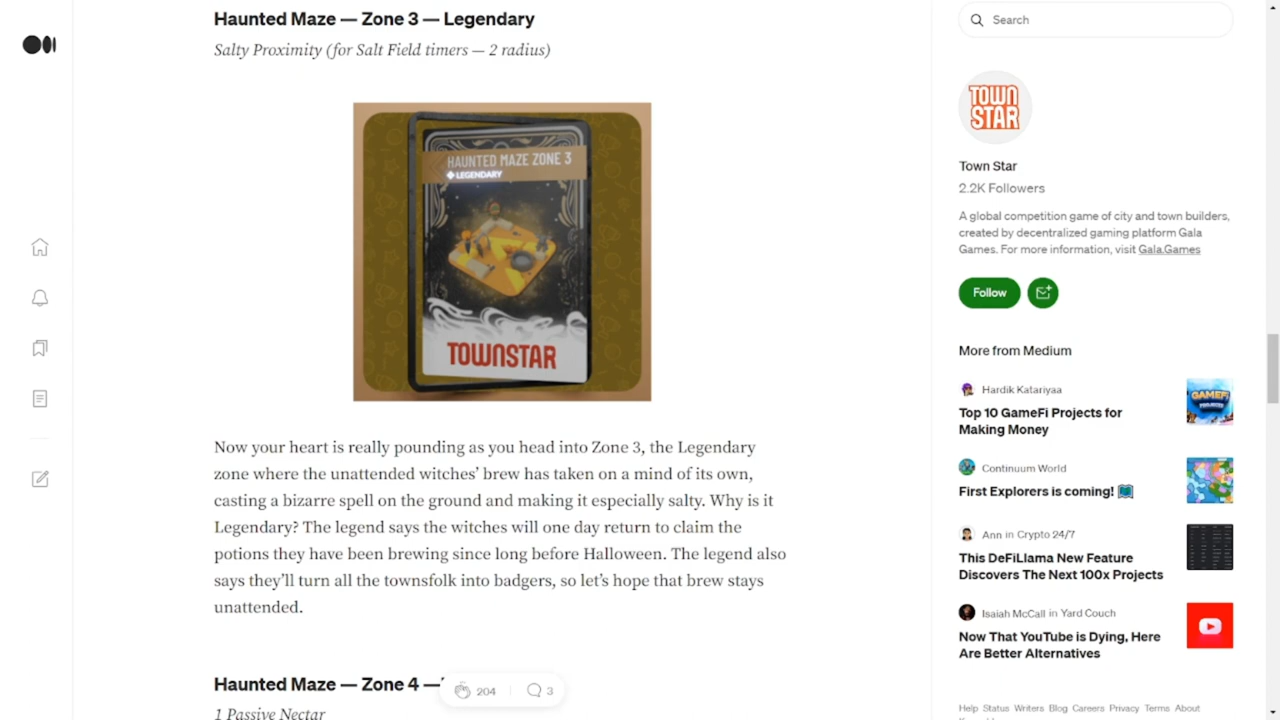 Haunted Maze — Zone 3 — Legendary
Salty Proximity (for Salt Field timers — 2 radius)
HAUNTED MAZE ZONE 3
LEGENDARY
TOWNSTAR
Now your heart is really pounding as you head into Zone 3, the Legendary
zone where the unattended witches’ brew has taken on a mind of its own,
casting a bizarre spell on the ground and making it especially salty. Why is it
Legendary? The legend says the witches will one day return to claim the
potions they have been brewing since long before Halloween. The legend also
says they’ll turn all the townsfolk into badgers, so let’s hope that brew stays
unattended.
Haunted Maze — Zone 4 —
1 Passive Nectar
204
3
Search
TOWN
STAR
Town Star
2.2K Followers
A global competition game of city and town builders,
created by decentralized gaming platform Gala
Games. For more information, visit Gala.Games
Follow
More from Medium
Hardik Katariyaa
Top 10 GameFi Projects for
Making Money
GAMEFI
PROJECTS
Continuum World
First Explorers is coming!
Ann in Crypto 24/7
This DeFiLlama New Feature
Discovers The Next 100x Projects
Isaiah McCall in Yard Couch
Now That YouTube is Dying, Here
Are Better Alternatives
Help Status Writers Blog Careers Privacy Terms About